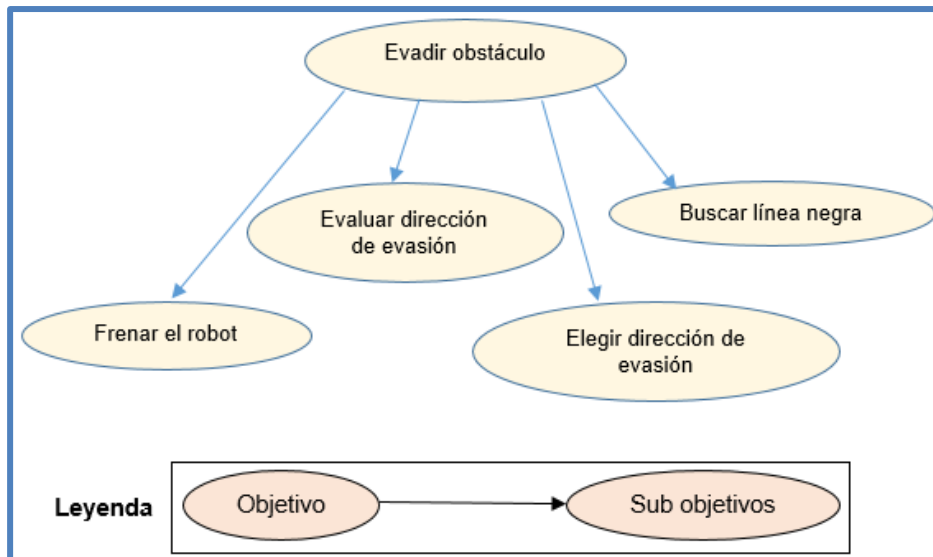 Evadir obstáculo
Evaluar dirección
de evasión
Buscar línea negra
Frenar el robot
Elegir dirección de
evasión
Leyenda
Objetivo
Sub objetivos